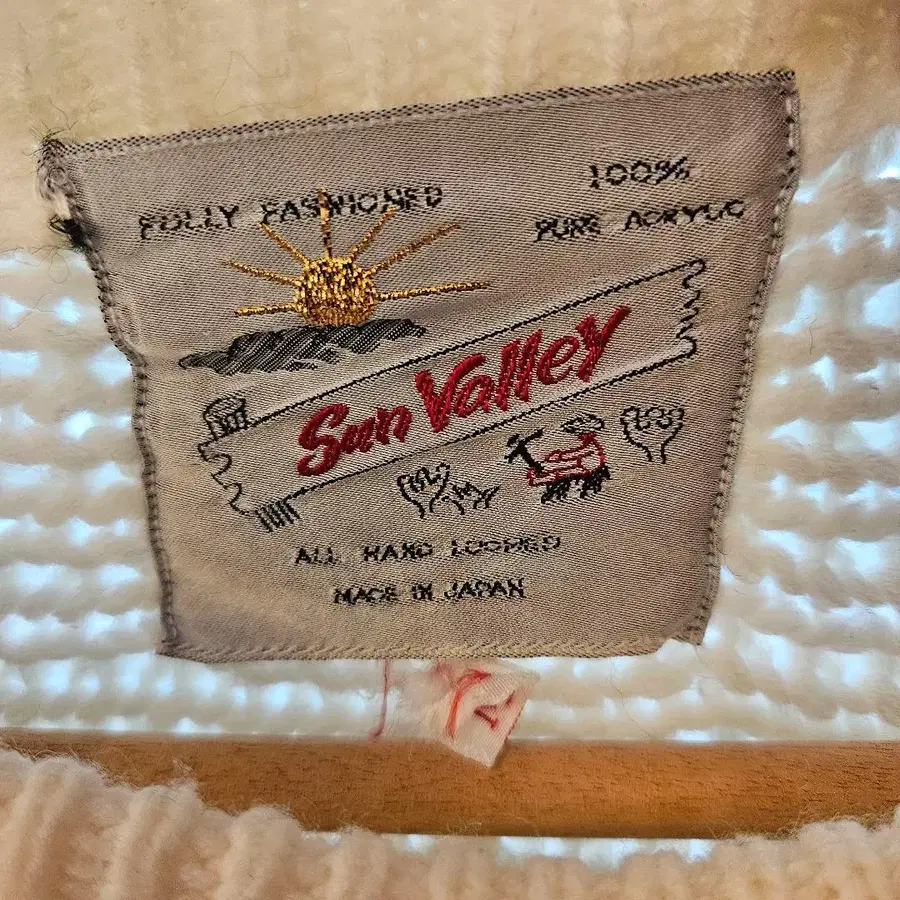 FULLY FASHIONED
100%
PURE ACRYLIC
Sun Valley
ALL HAND LOOMED
MADE IN JAPAN